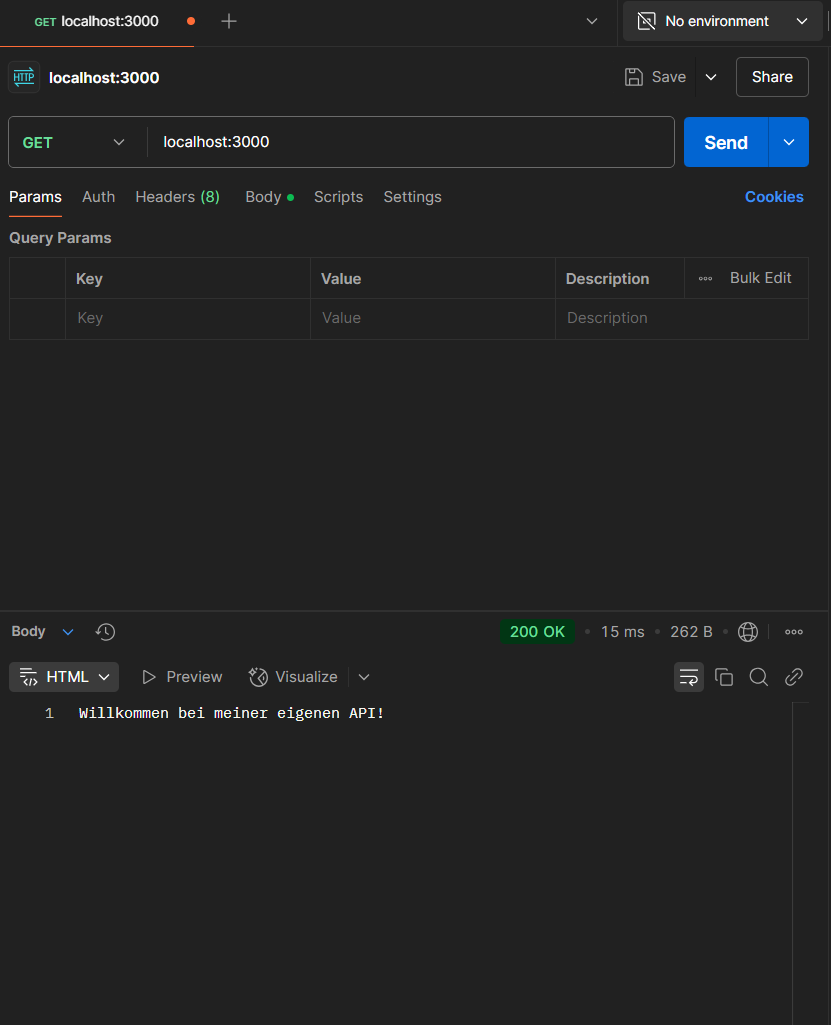 GET localhost:3000 No environment
HTTP localhost:3000 Save Share
GET localhost:3000 Send
Params Auth Headers (8) Body Scripts Settings Cookies
Query Params
Key Value Description Bulk Edit
Key Value Description
Body 200 OK 15 ms 262 B
HTML Preview Visualize
1 Willkommen bei meiner eigenen API!